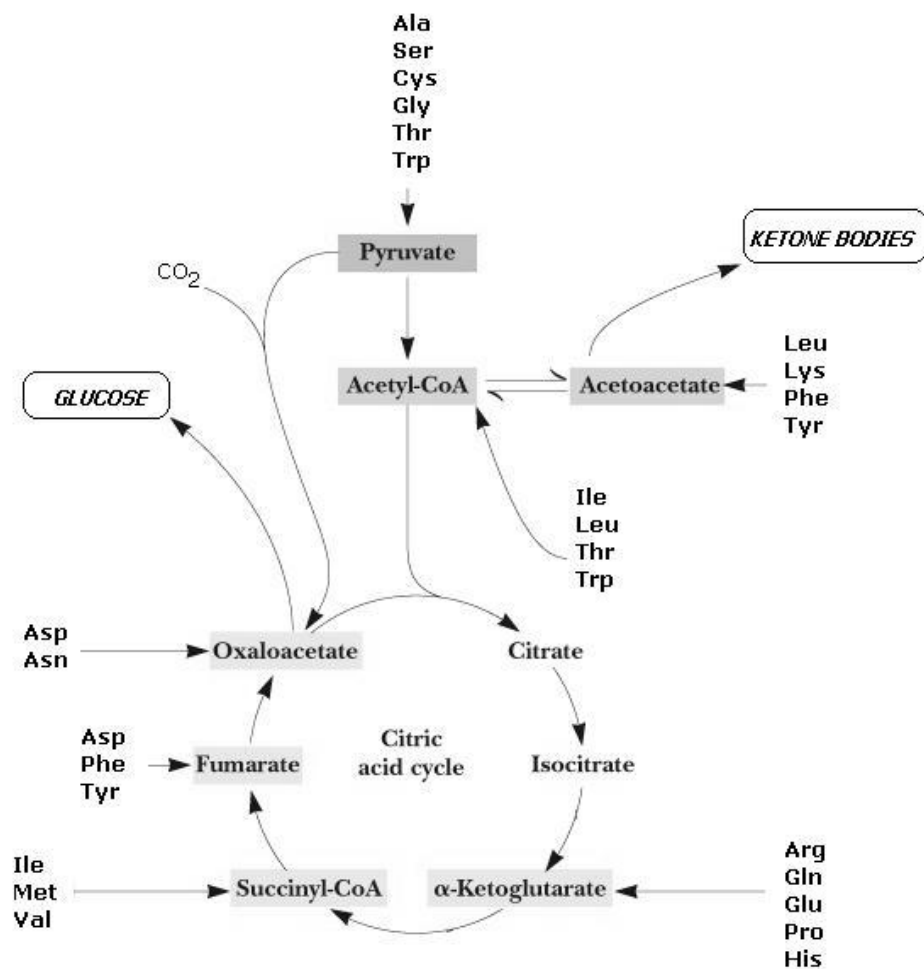 Ala
Ser
Cys
Gly
Thr
Trp
Pyruvate
KETONE BODIES
CO2
Acetyl-CoA
Acetoacetate
Leu
Lys
Phe
Tyr
GLUCOSE
Ile
Leu
Thr
Trp
Asp
Asn
Oxaloacetate
Citrate
Asp
Phe
Tyr
Fumarate
Citric
acid cycle
Isocitrate
Ile
Met
Val
Succinyl-CoA
α-Ketoglutarate
Arg
Gln
Glu
Pro
His